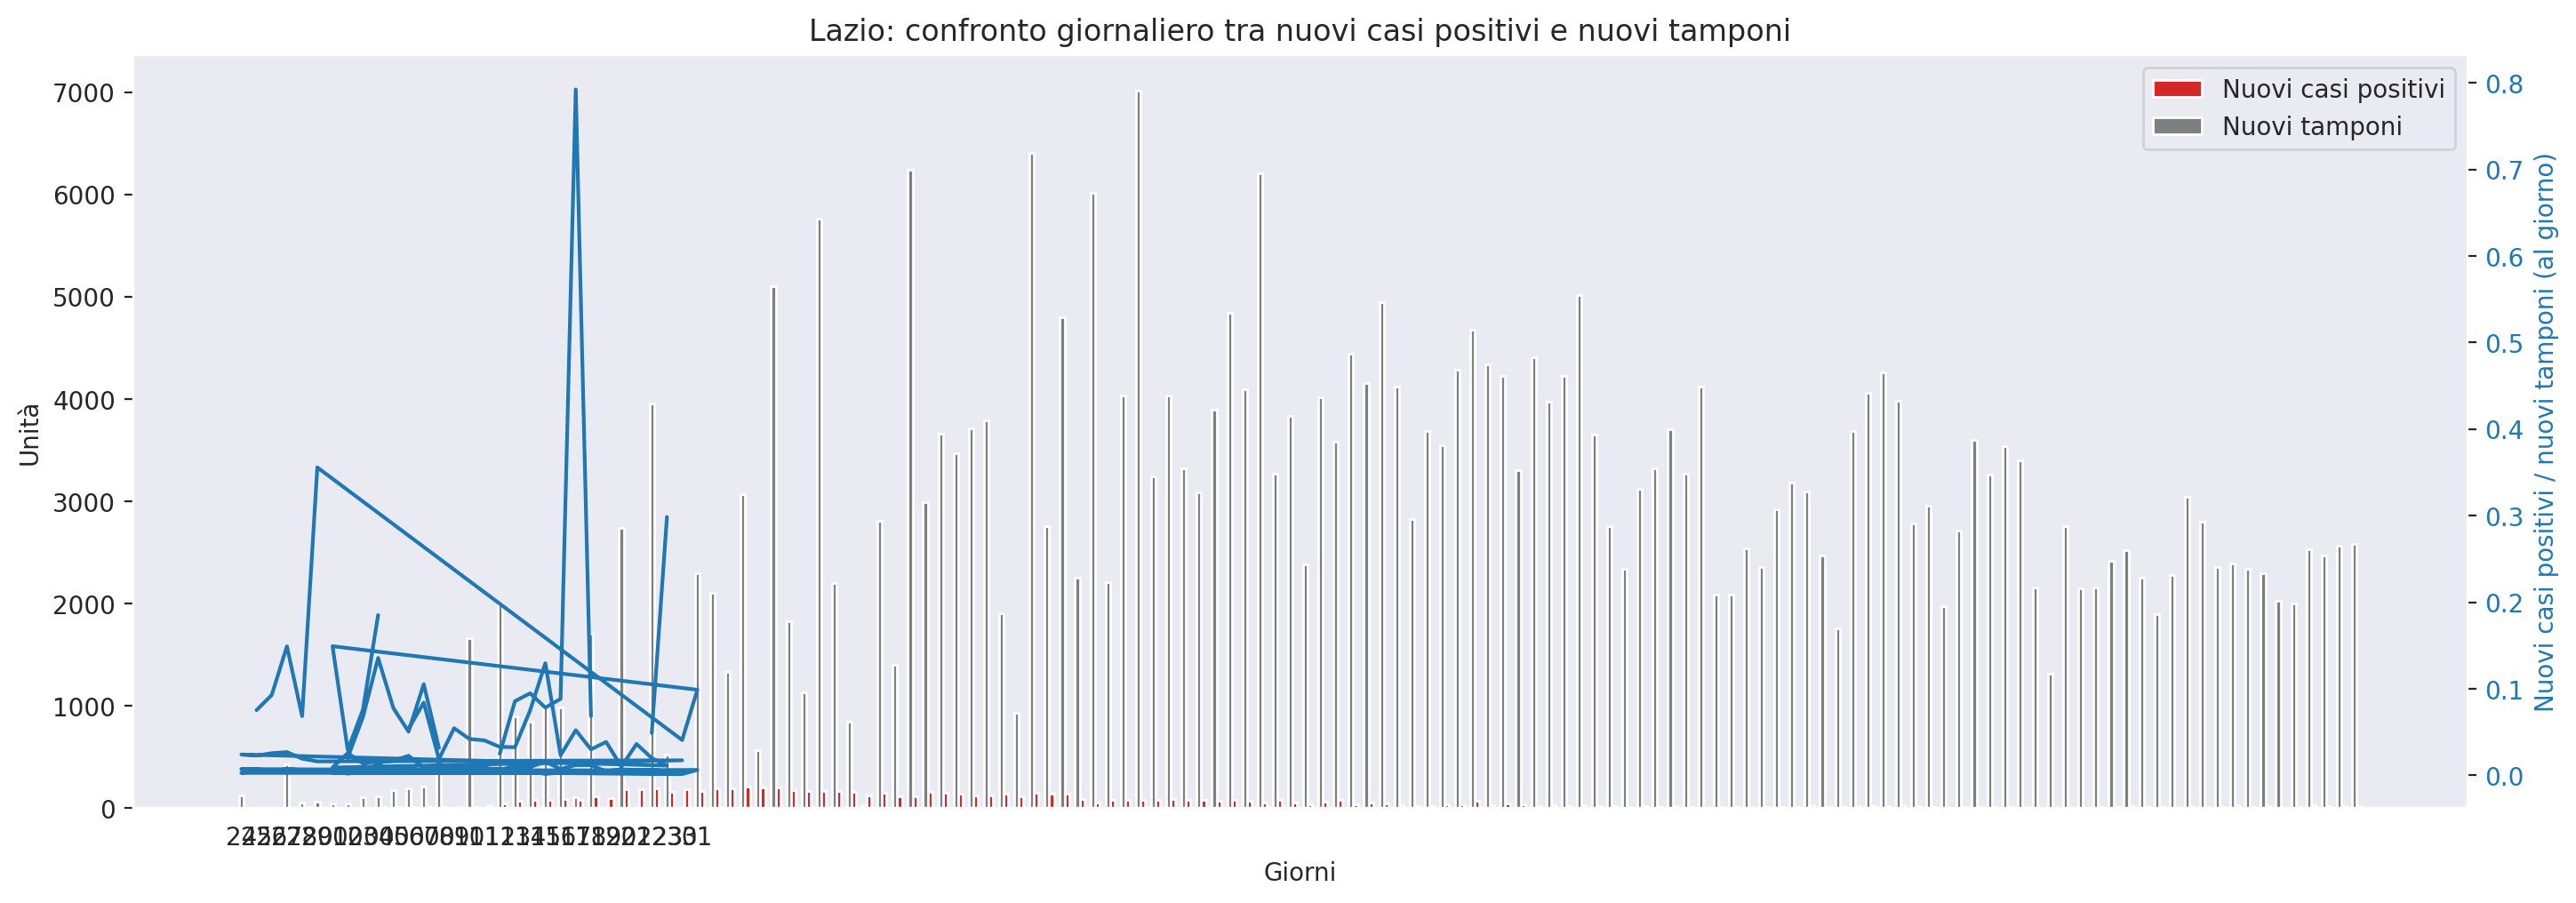 Lazio: confronto giornaliero tra nuovi casi positivi e nuovi tamponi
Nuovi casi positivi
Nuovi tamponi
7000
6000
5000
4000
3000
2000
1000
0
Unità
0.8
0.7
0.6
0.5
0.4
0.3
0.2
0.1
0.0
Nuovi casi positivi / nuovi tamponi (al giorno)
Giorni